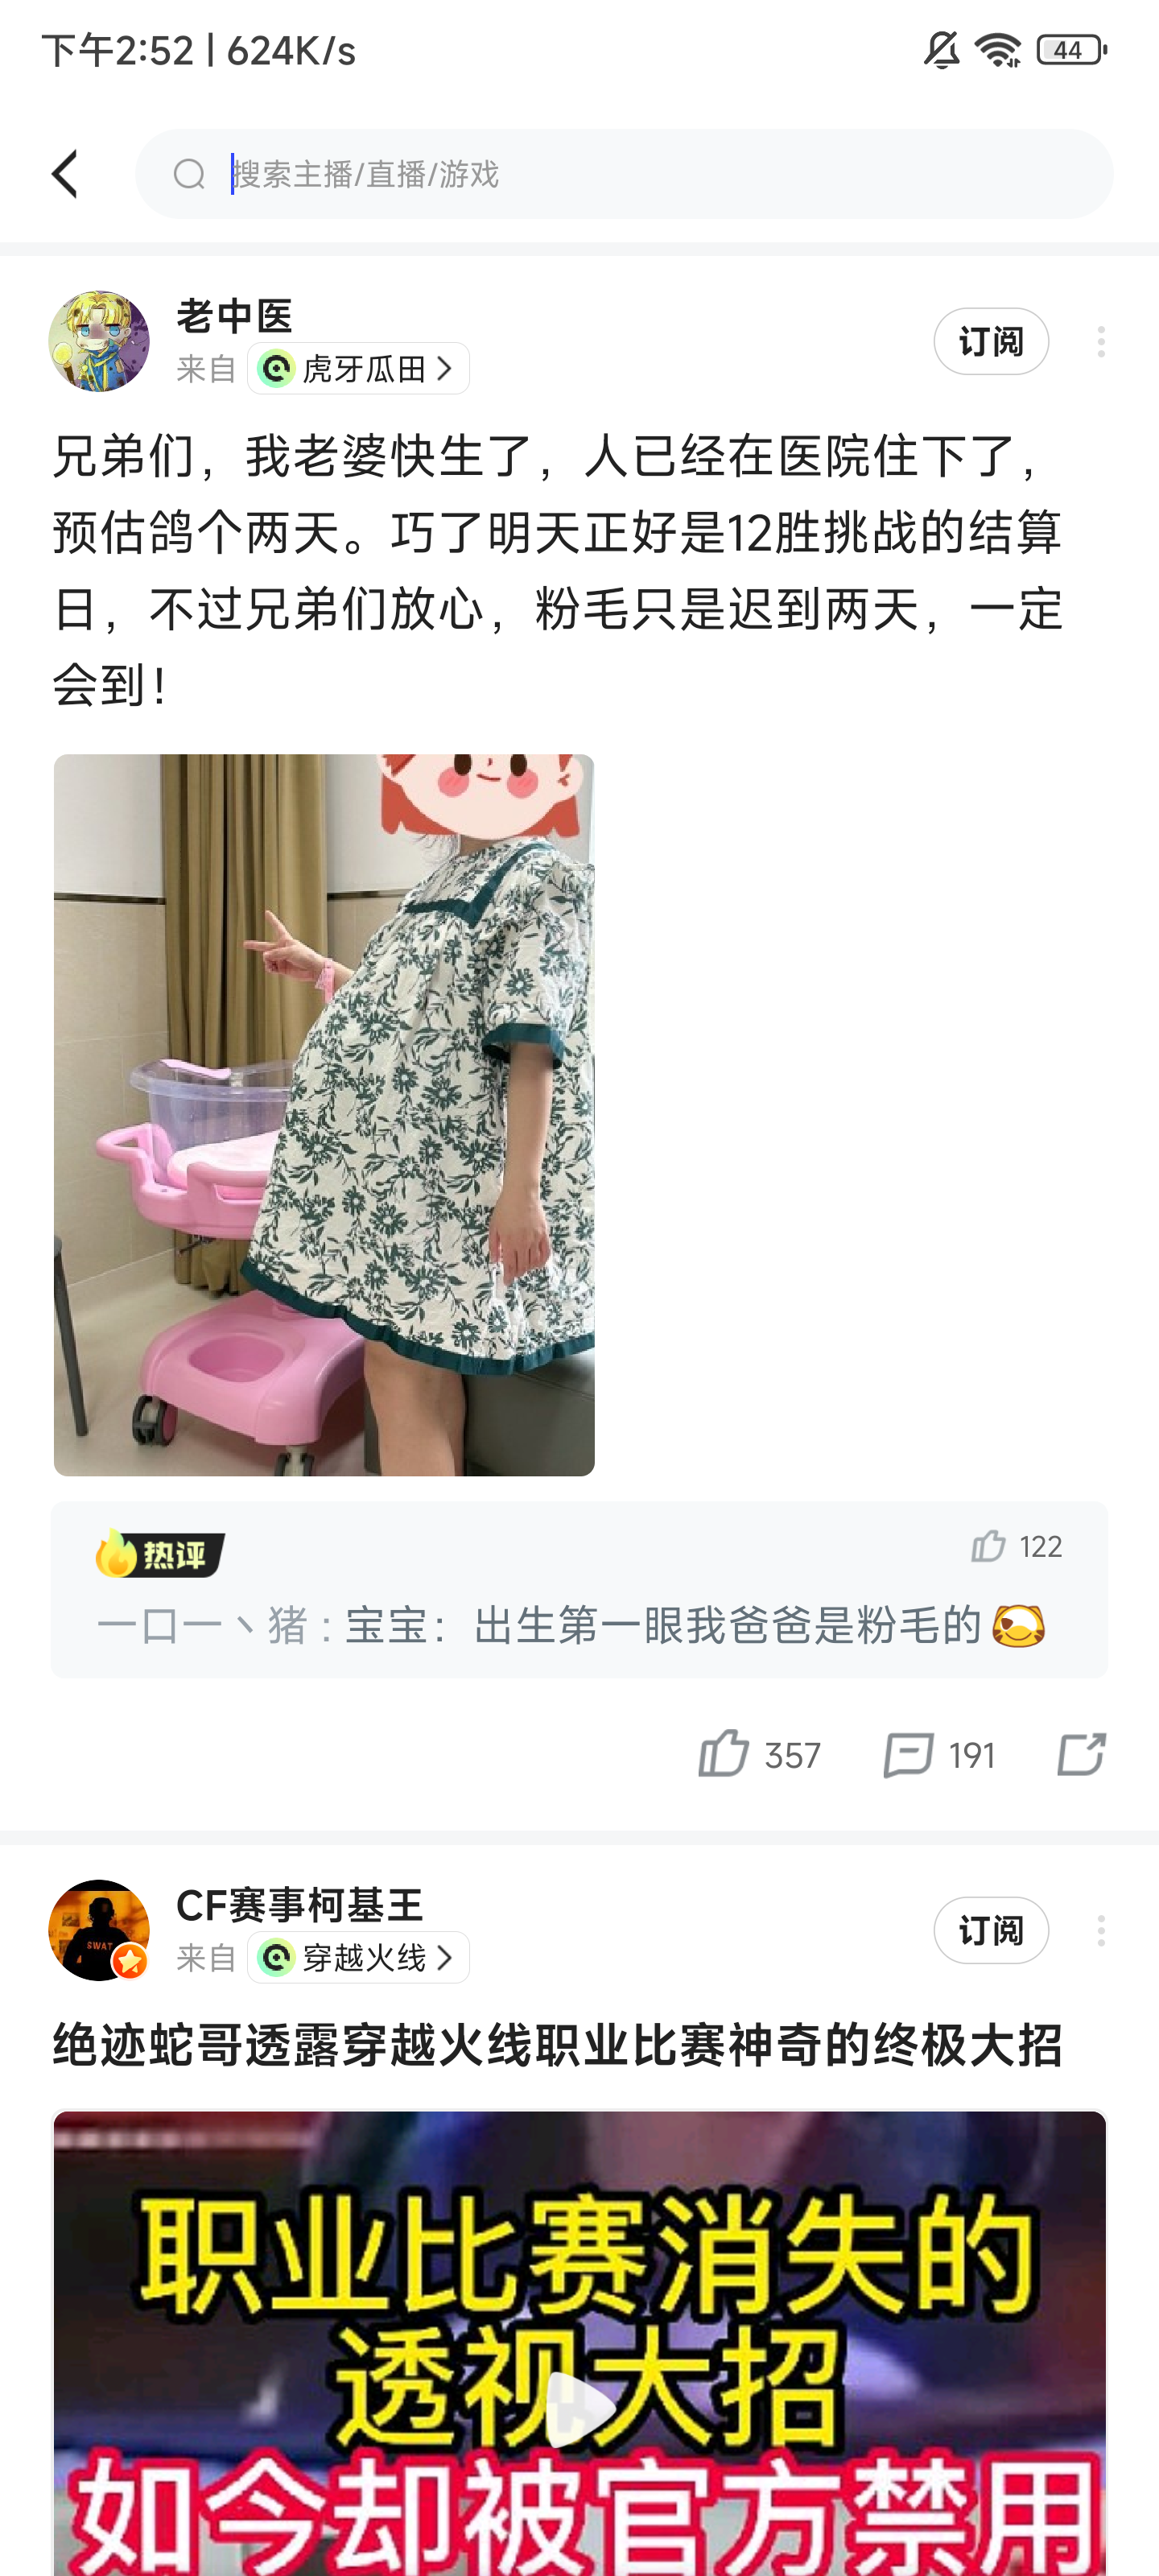 下午2:52 | 624K/s
44
搜索主播/直播/游戏
老中医
订阅
来自 虎牙瓜田
兄弟们，我老婆快生了，人已经在医院住下了，
预估鸽个两天。巧了明天正好是12胜挑战的结算
日，不过兄弟们放心，粉毛只是迟到两天，一定
会到！
热评
122
一口一丶猪：宝宝：出生第一眼我爸爸是粉毛的
357
191
CF赛事柯基王
SWAT
订阅
来自 穿越火线
绝迹蛇哥透露穿越火线职业比赛神奇的终极大招
职业比赛消失的
透视大招
如今却被官方禁用